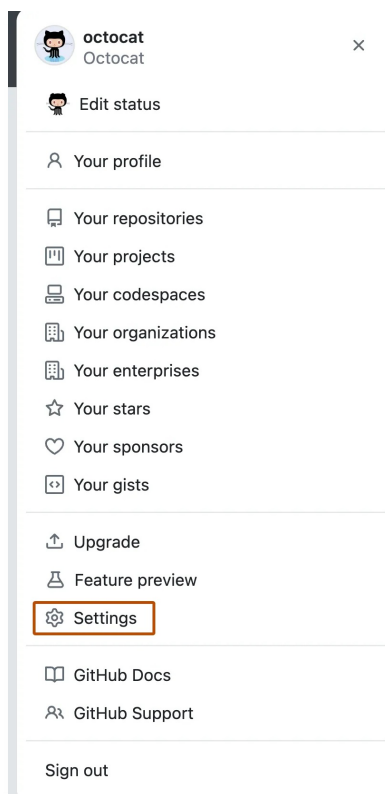 octocat
Octocat
Edit status
Your profile
Your repositories
Your projects
Your codespaces
Your organizations
Your enterprises
Your stars
Your sponsors
Your gists
Upgrade
Feature preview
Settings
GitHub Docs
GitHub Support
Sign out